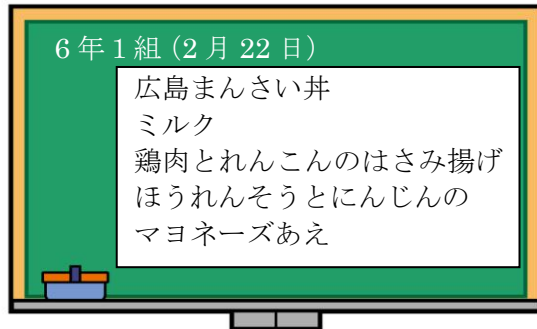 6年1組(2月22日)
広島まんさい丼
ミルク
鶏肉とれんこんのはさみ揚げ
ほうれんそうとにんじんの
マヨネーズあえ